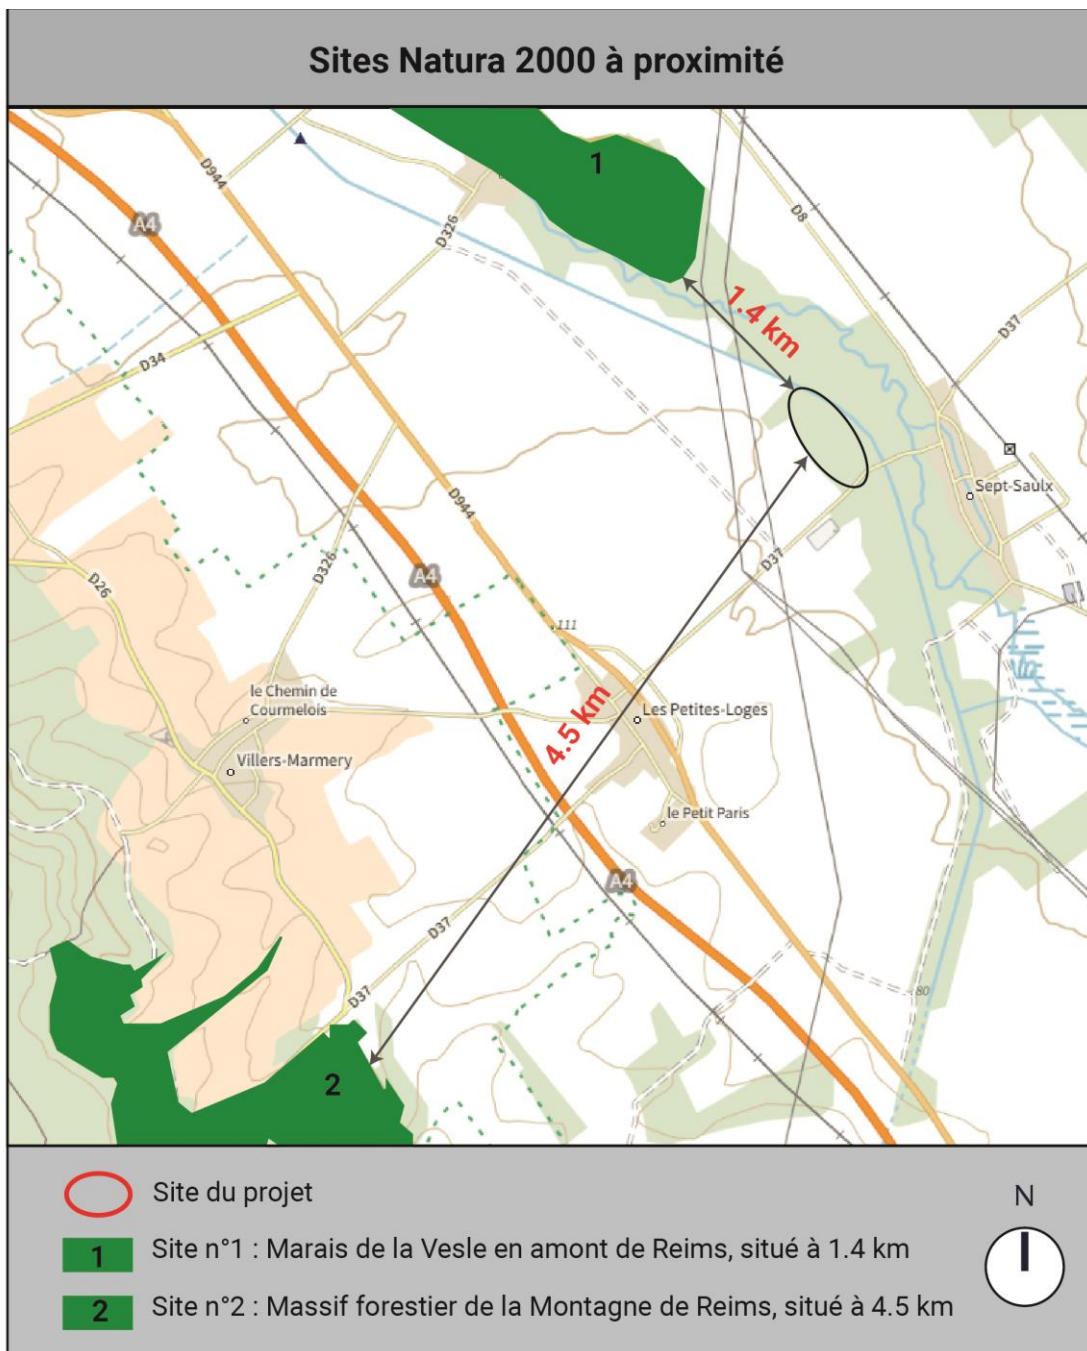 Sites Natura 2000 à proximité
1
D944
A4
D326
D8
1.4 km
D37
D34
Sept-Saulx
D944
D326
A4
D37
D26
111
le Chemin de
Courmelois
Les Petites-Loges
4.5 km
Villers-Marmery
le Petit Paris
A4
D37
D37
80
2
Site du projet
N
1
Site n°1 : Marais de la Vesle en amont de Reims, situé à 1.4 km
2
Site n°2 : Massif forestier de la Montagne de Reims, situé à 4.5 km